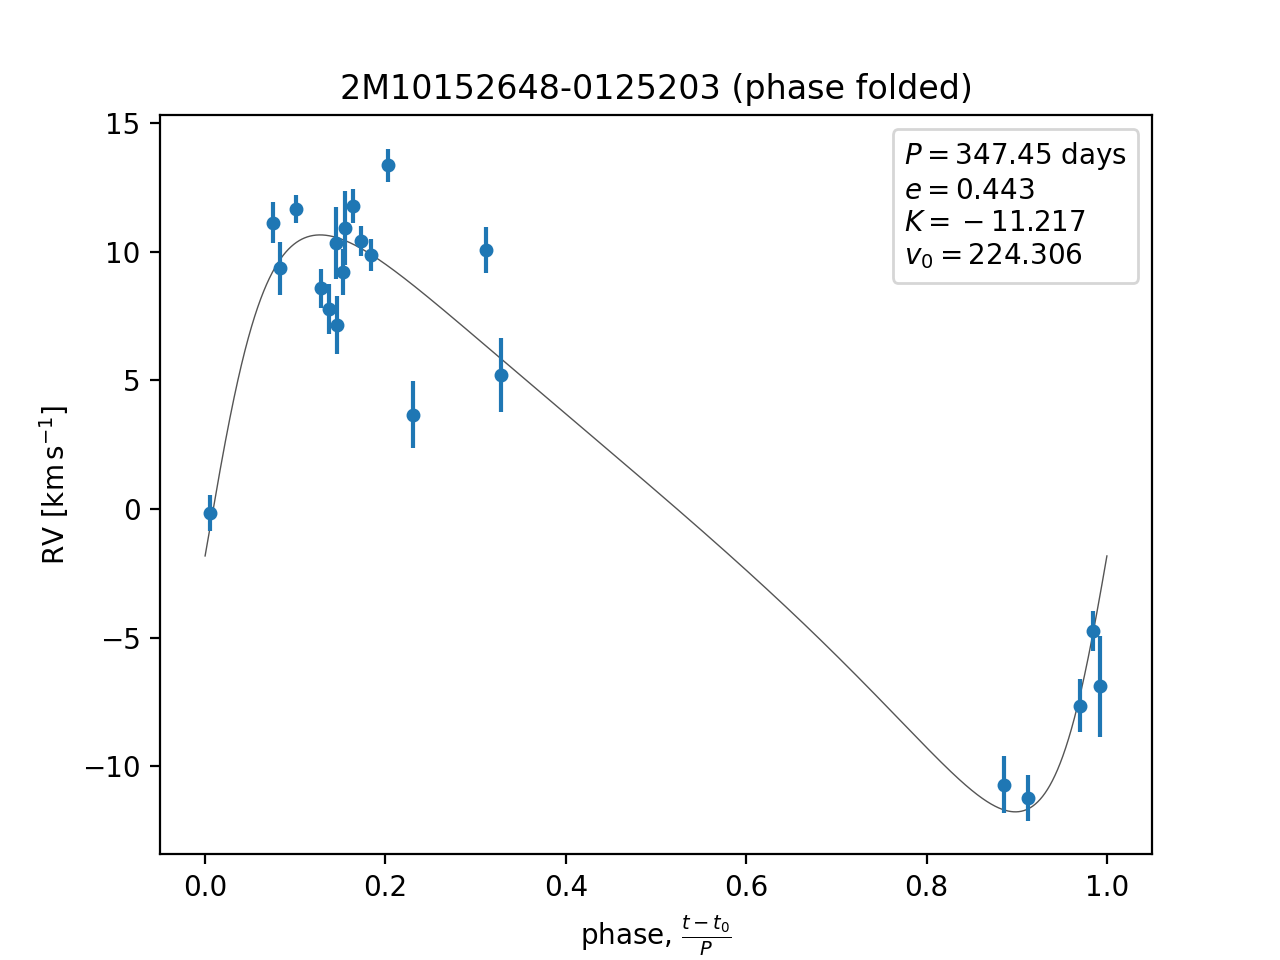 2M10152648-0125203 (phase folded)
P = 347.45 days
e = 0.443
K = −11.217
v₀ = 224.306
RV [km s⁻¹]
15
10
5
0
−5
−10
0.0 0.2 0.4 0.6 0.8 1.0
phase, (t − t₀)/P